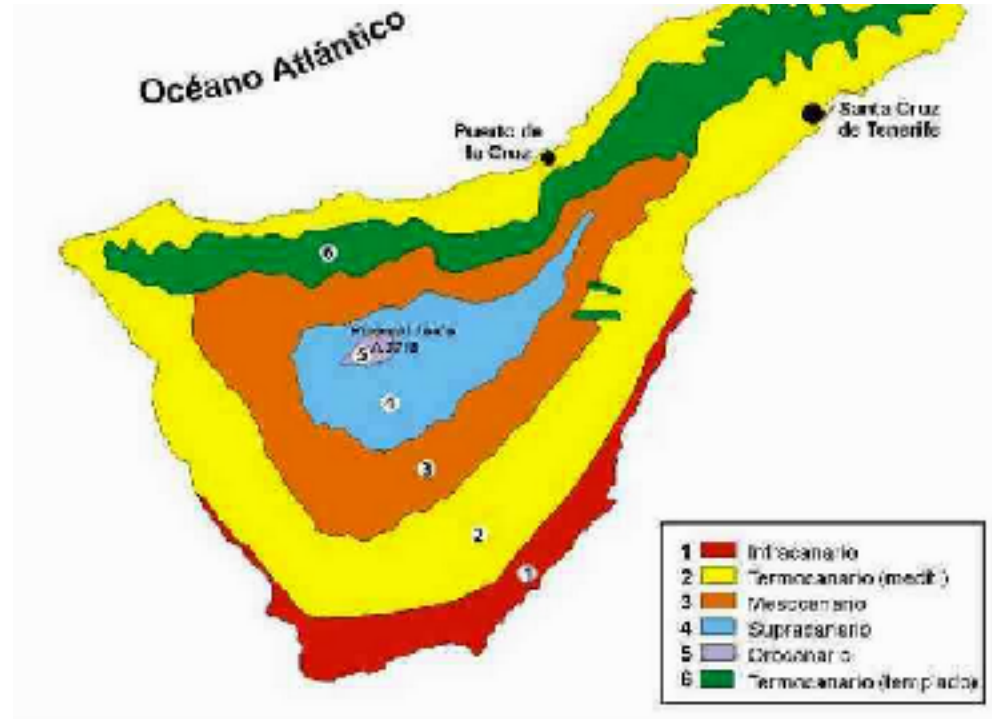 Océano Atlántico
Puerto de
la Cruz
Santa Cruz
de Tenerife
6
5
4
3
2
1
1 Infracanario
2 Termocanario (medit.)
3 Mesocanario
4 Supracanario
5 Orocanario
6 Termocanario (templado)